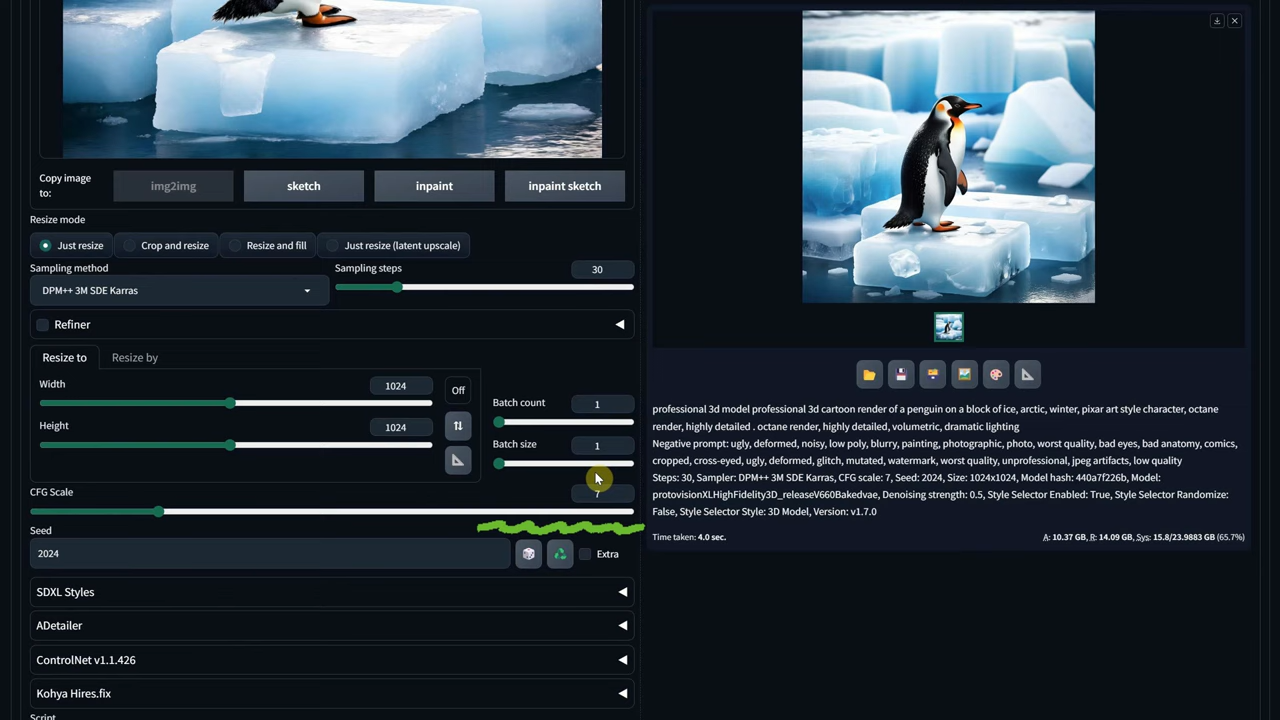 Copy image
to:
img2img
sketch
inpaint
inpaint sketch
Resize mode
Just resize
Crop and resize
Resize and fill
Just resize (latent upscale)
Sampling method
Sampling steps
30
DPM++ 3M SDE Karras
Refiner
Resize to
Resize by
Width
1024
Off
Height
1024
Batch count
1
Batch size
1
CFG Scale
7
Seed
2024
Extra
SDXL Styles
ADetailer
ControlNet v1.1.426
Kohya Hires.fix
Script
professional 3d model professional 3d cartoon render of a penguin on a block of ice, arctic, winter, pixar art style character, octane
render, highly detailed . octane render, highly detailed, volumetric, dramatic lighting
Negative prompt: ugly, deformed, noisy, low poly, blurry, painting, photographic, photo, worst quality, bad eyes, bad anatomy, comics,
cropped, cross-eyed, ugly, deformed, glitch, mutated, watermark, worst quality, unprofessional, jpeg artifacts, low quality
Steps: 30, Sampler: DPM++ 3M SDE Karras, CFG scale: 7, Seed: 2024, Size: 1024x1024, Model hash: 440a7f226b, Model:
protovisionXLHighFidelity3D_releaseV660Bakedvae, Denoising strength: 0.5, Style Selector Enabled: True, Style Selector Randomize:
False, Style Selector Style: 3D Model, Version: v1.7.0
Time taken: 4.0 sec.
A: 10.37 GB, R: 14.09 GB, Sys: 15.8/23.9883 GB (65.7%)